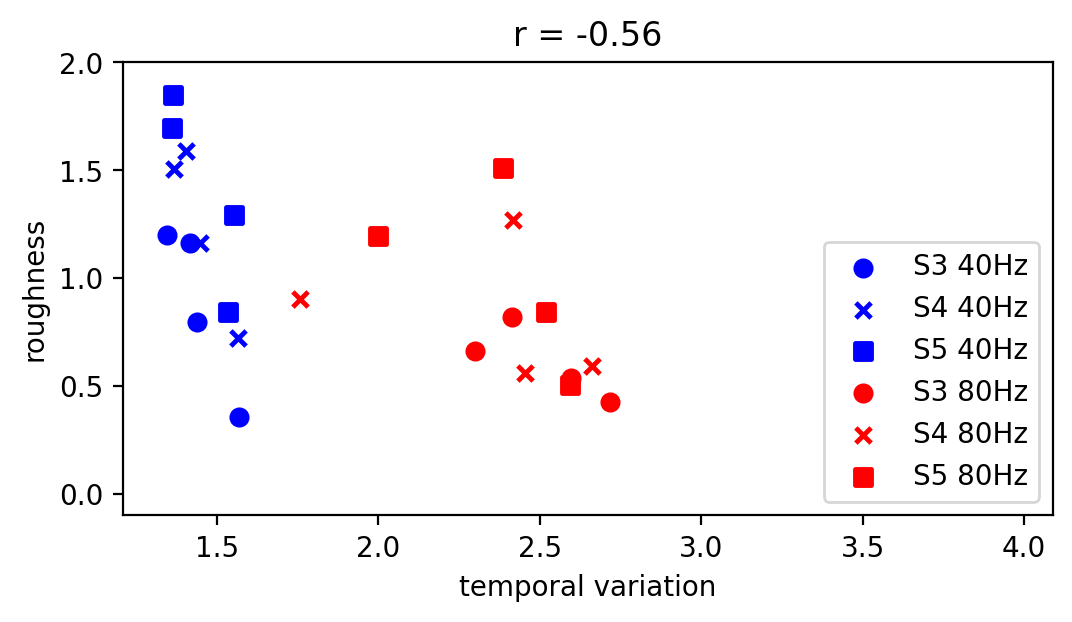 r = -0.56
2.0
1.5
1.0
0.5
0.0
roughness
S3 40Hz
S4 40Hz
S5 40Hz
S3 80Hz
S4 80Hz
S5 80Hz
1.5 2.0 2.5 3.0 3.5 4.0
temporal variation